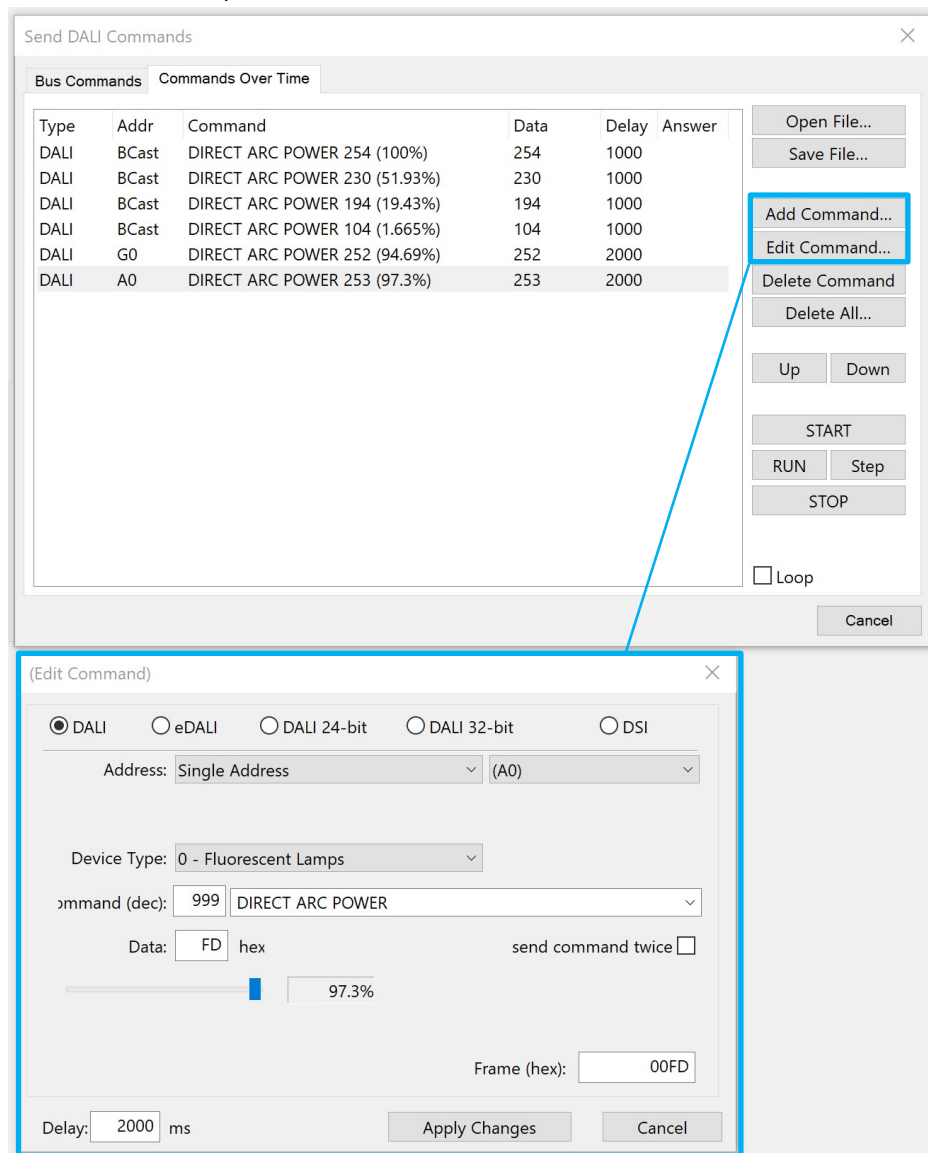 Send DALI Commands
Bus Commands Commands Over Time
Type Addr Command Data Delay Answer
DALI BCast DIRECT ARC POWER 254 (100%) 254 1000
DALI BCast DIRECT ARC POWER 230 (51.93%) 230 1000
DALI BCast DIRECT ARC POWER 194 (19.43%) 194 1000
DALI BCast DIRECT ARC POWER 104 (1.665%) 104 1000
DALI G0 DIRECT ARC POWER 252 (94.69%) 252 2000
DALI A0 DIRECT ARC POWER 253 (97.3%) 253 2000
Open File...
Save File...
Add Command...
Edit Command...
Delete Command
Delete All...
Up Down
START
RUN Step
STOP
Loop
Cancel
(Edit Command)
DALI eDALI DALI 24-bit DALI 32-bit DSI
Address: Single Address (A0)
Device Type: 0 - Fluorescent Lamps
ommand (dec): 999 DIRECT ARC POWER
Data: FD hex send command twice
97.3%
Frame (hex): 00FD
Delay: 2000 ms Apply Changes Cancel